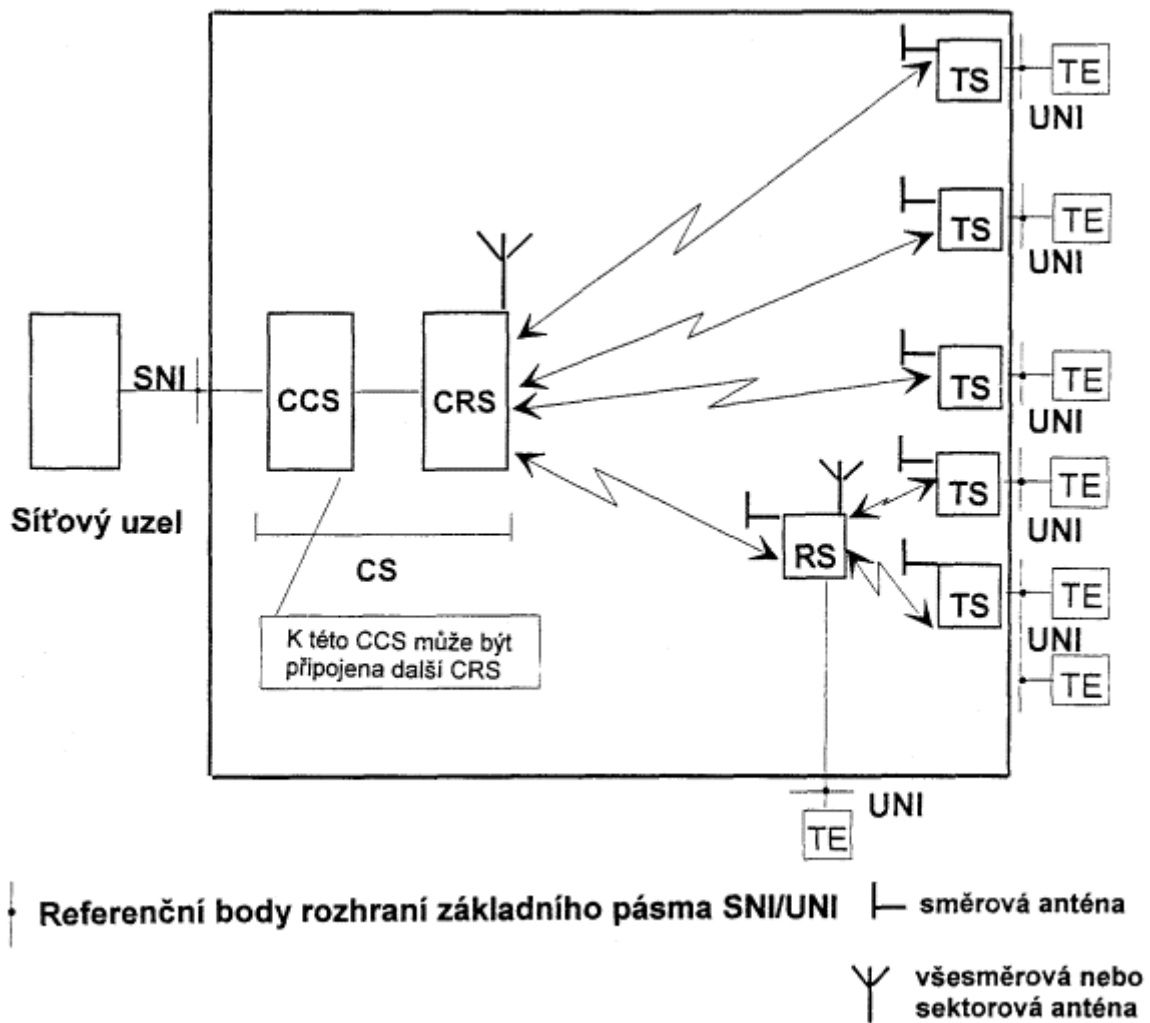 TS
TE
UNI
TS
TE
UNI
SNI
CCS
CRS
TS
TE
UNI
Síťový uzel
TS
TE
UNI
RS
CS
TS
TE
UNI
TE
K této CCS může být
připojena další CRS
UNI
TE
Referenční body rozhraní základního pásma SNI/UNI
směrová anténa
všesměrová nebo
sektorová anténa